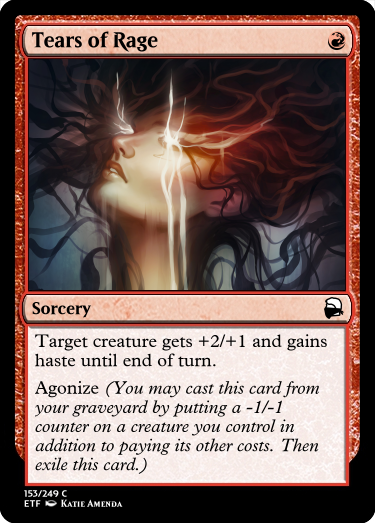 Tears of Rage
Sorcery
Target creature gets +2/+1 and gains
haste until end of turn.
Agonize (You may cast this card from
your graveyard by putting a -1/-1
counter on a creature you control in
addition to paying its other costs. Then
exile this card.)
153/249 C
ETF Katie Amenda